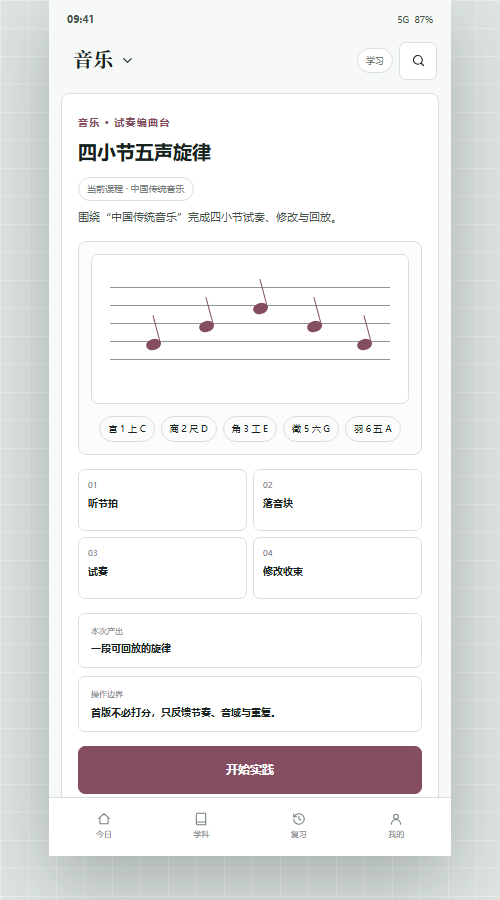 09:41
5G 87%
音乐
学习
音乐 • 试奏编曲台
四小节五声旋律
当前课程 · 中国传统音乐
围绕“中国传统音乐”完成四小节试奏、修改与回放。
宫 1 上 C
商 2 尺 D
角 3 工 E
徵 5 六 G
羽 6 五 A
01
听节拍
02
落音块
03
试奏
04
修改收束
本次产出
一段可回放的旋律
操作边界
首版不必打分，只反馈节奏、音域与重复。
开始实践
今日
学科
复习
我的